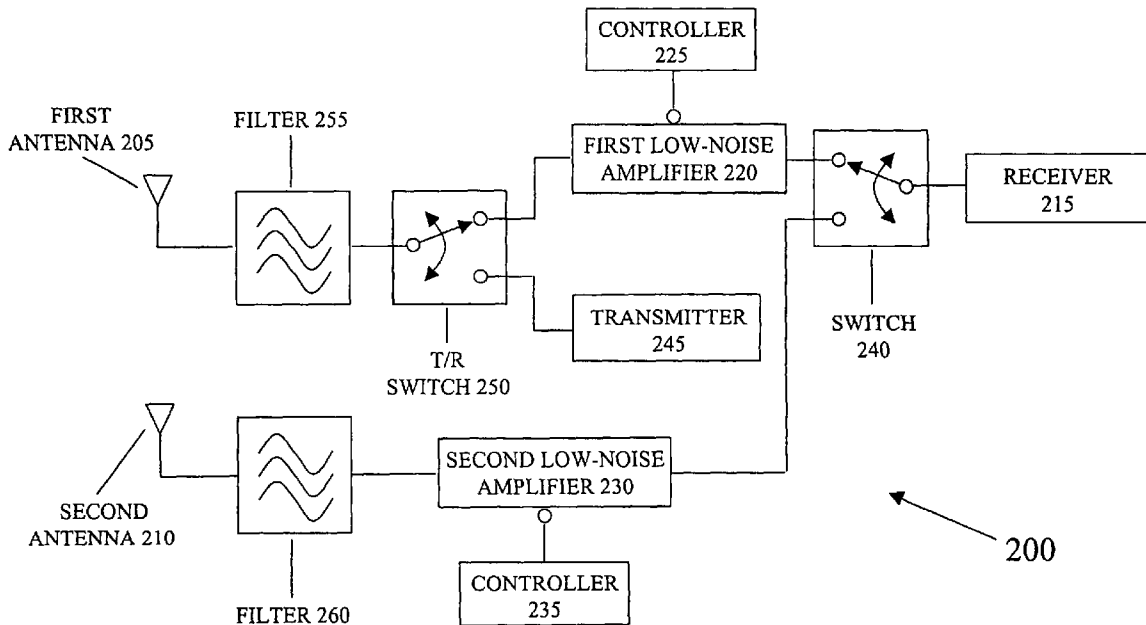 CONTROLLER
225
FIRST
ANTENNA 205
FILTER 255
FIRST LOW-NOISE
AMPLIFIER 220
RECEIVER
215
TRANSMITTER
245
SWITCH
240
T/R
SWITCH 250
SECOND LOW-NOISE
AMPLIFIER 230
SECOND
ANTENNA 210
200
CONTROLLER
235
FILTER 260